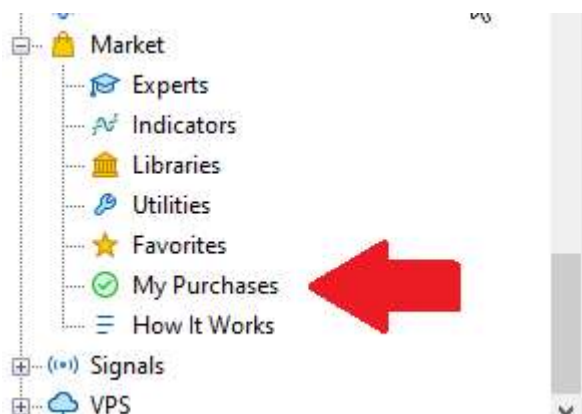 Market
Experts
Indicators
Libraries
Utilities
Favorites
My Purchases
How It Works
Signals
VPS